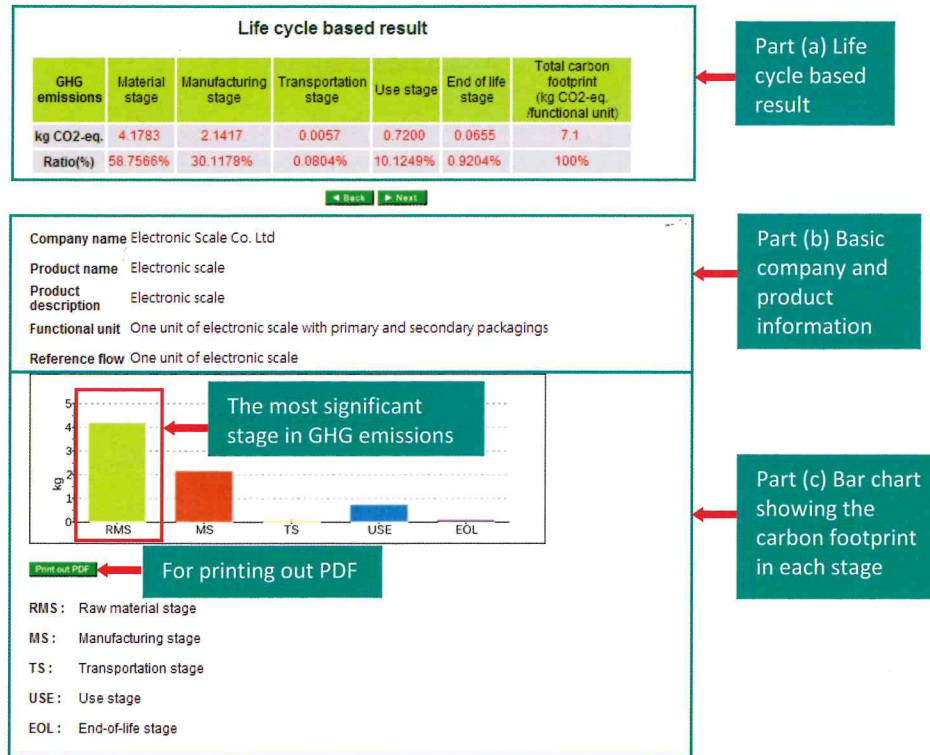 Life cycle based result
GHG emissions Material stage Manufacturing stage Transportation stage Use stage End of life stage Total carbon footprint (kg CO2-eq. /functional unit)
kg CO2-eq. 4.1783 2.1417 0.0057 0.7200 0.0655 7.1
Ratio(%) 58.7566% 30.1178% 0.0804% 10.1249% 0.9204% 100%
Part (a) Life
cycle based
result
Back Next
Company name Electronic Scale Co. Ltd
Product name Electronic scale
Product description Electronic scale
Functional unit One unit of electronic scale with primary and secondary packagings
Reference flow One unit of electronic scale
Part (b) Basic
company and
product
information
5
4
3
2
1
0
kg
RMS MS TS USE EOL
The most significant
stage in GHG emissions
Part (c) Bar chart
showing the
carbon footprint
in each stage
Print out PDF
For printing out PDF
RMS : Raw material stage
MS : Manufacturing stage
TS : Transportation stage
USE : Use stage
EOL : End-of-life stage